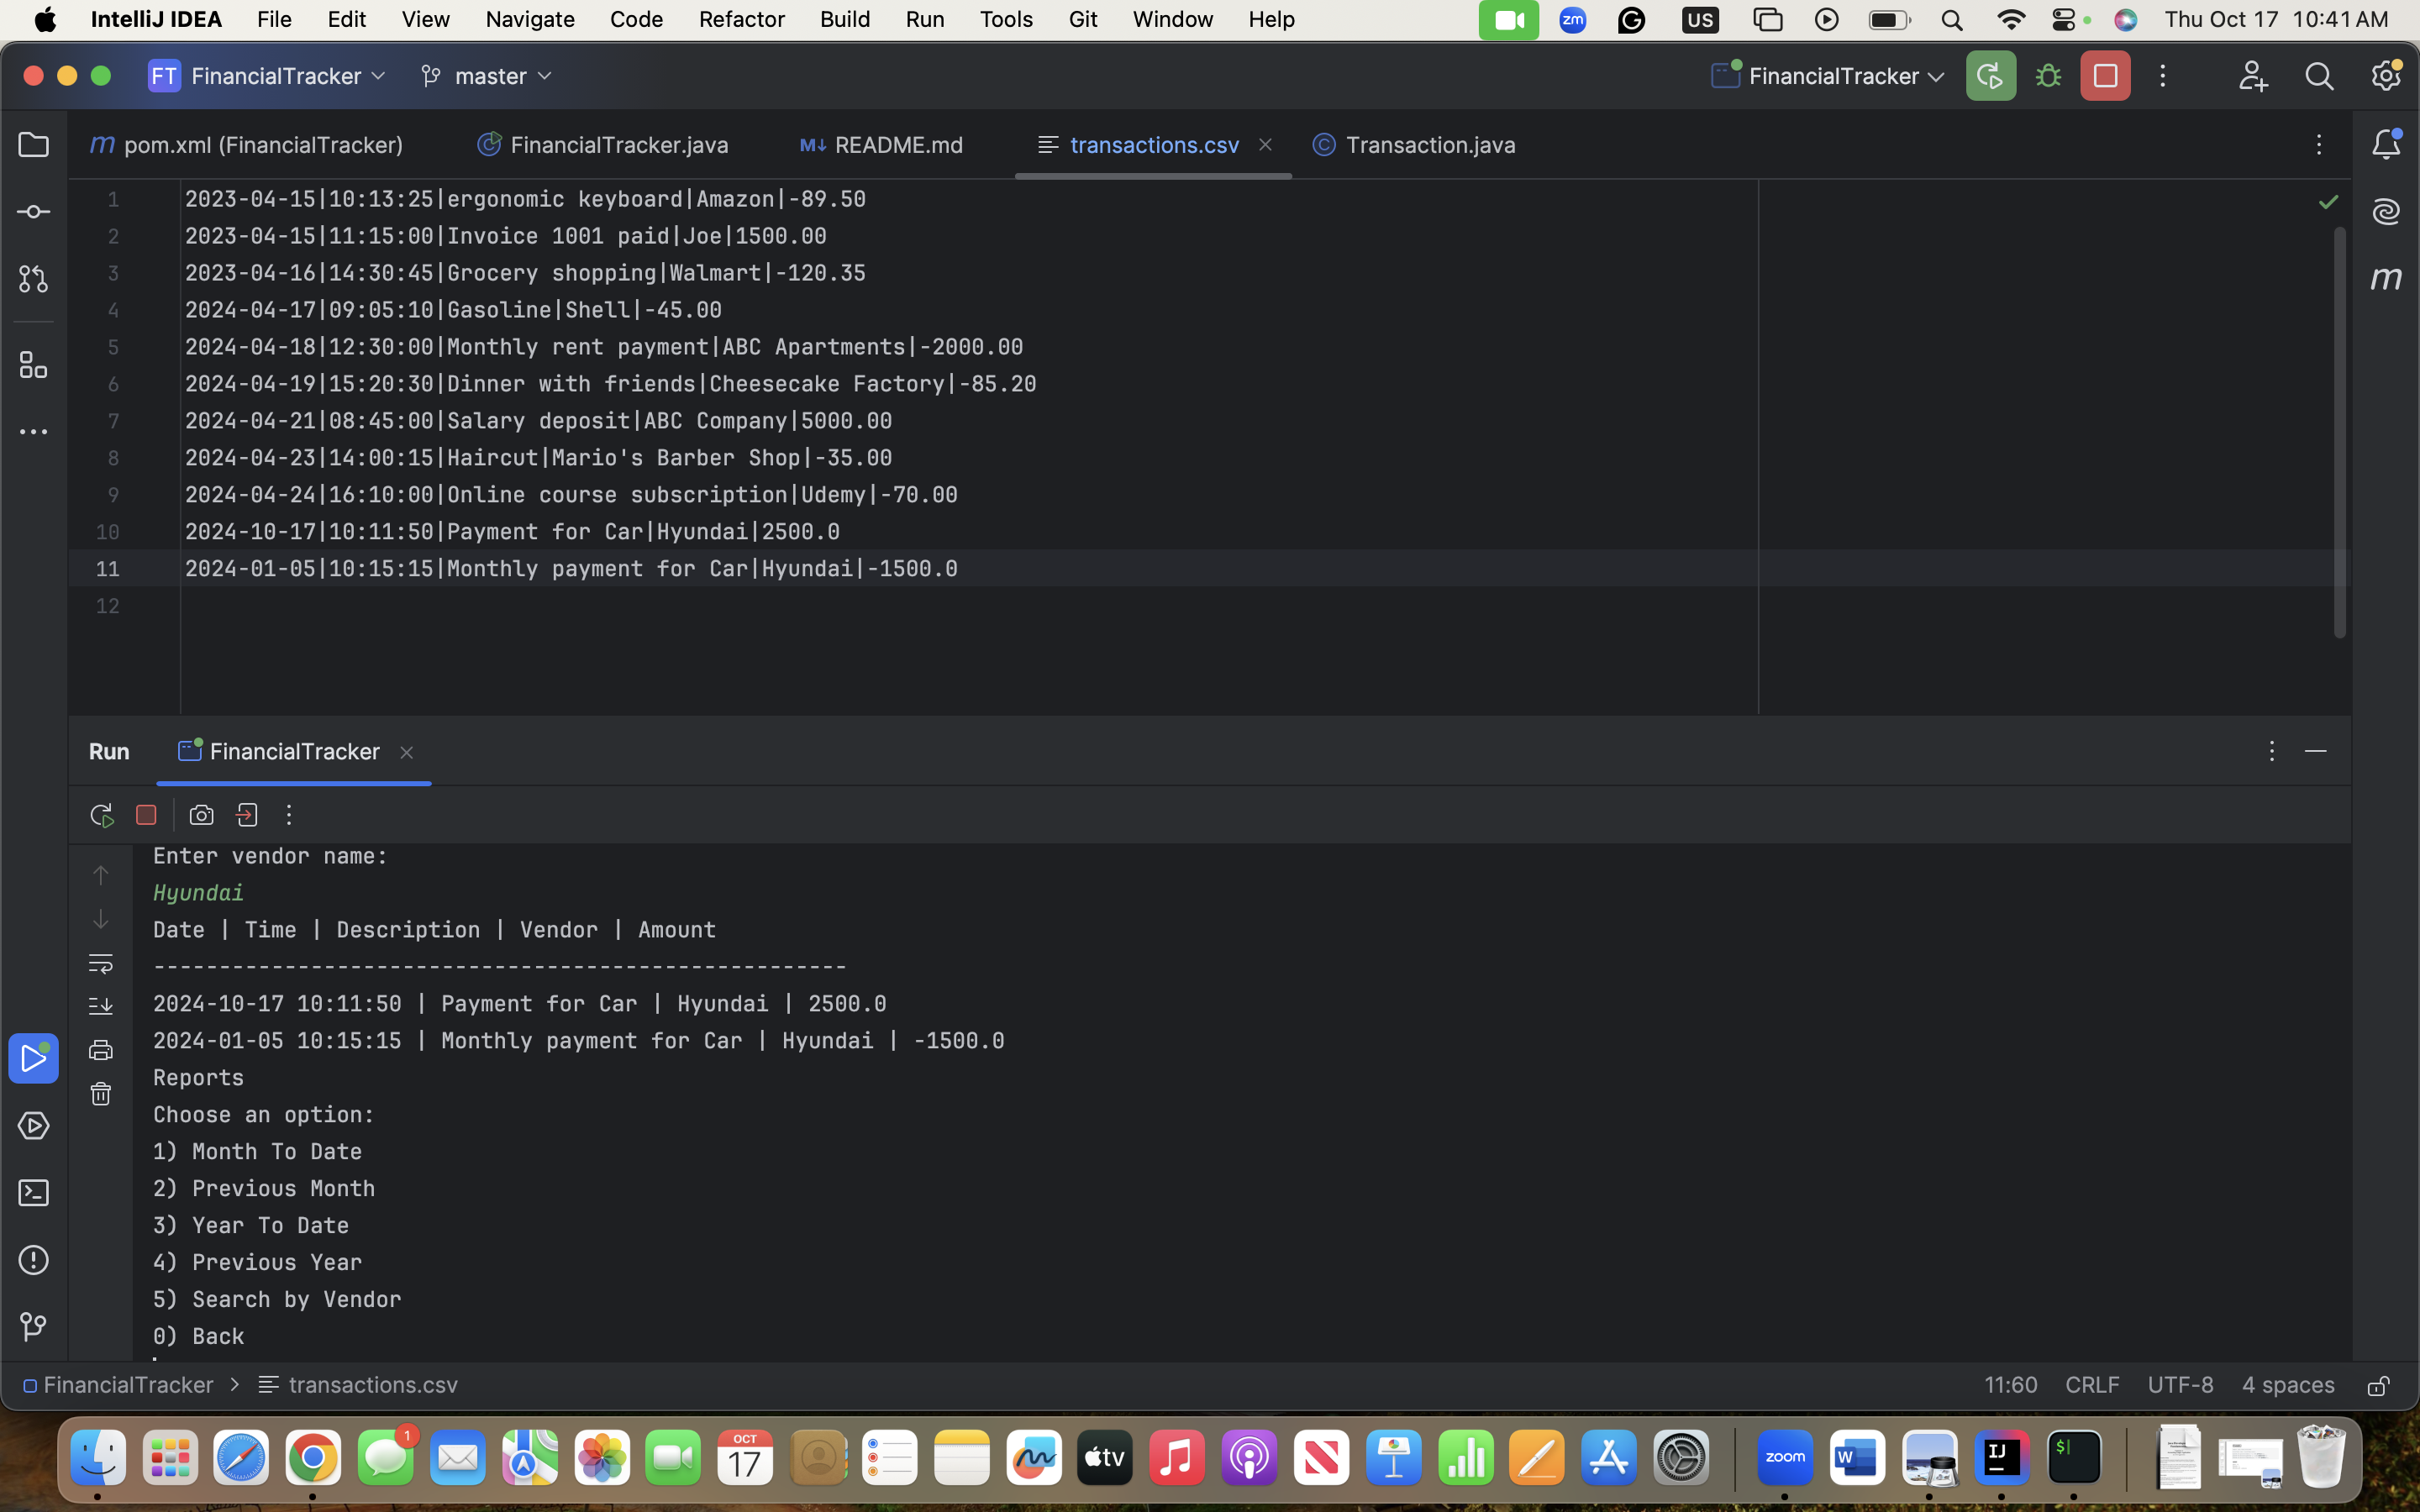 IntelliJ IDEA File Edit View Navigate Code Refactor Build Run Tools Git Window Help zm US Thu Oct 17 10:41 AM
FT FinancialTracker master FinancialTracker
m pom.xml (FinancialTracker) FinancialTracker.java M↓ README.md transactions.csv Transaction.java
1 2023-04-15|10:13:25|ergonomic keyboard|Amazon|-89.50
2 2023-04-15|11:15:00|Invoice 1001 paid|Joe|1500.00
3 2023-04-16|14:30:45|Grocery shopping|Walmart|-120.35
4 2024-04-17|09:05:10|Gasoline|Shell|-45.00
5 2024-04-18|12:30:00|Monthly rent payment|ABC Apartments|-2000.00
6 2024-04-19|15:20:30|Dinner with friends|Cheesecake Factory|-85.20
7 2024-04-21|08:45:00|Salary deposit|ABC Company|5000.00
8 2024-04-23|14:00:15|Haircut|Mario's Barber Shop|-35.00
9 2024-04-24|16:10:00|Online course subscription|Udemy|-70.00
10 2024-10-17|10:11:50|Payment for Car|Hyundai|2500.0
11 2024-01-05|10:15:15|Monthly payment for Car|Hyundai|-1500.0
12
m
Run FinancialTracker
Enter vendor name:
Hyundai
Date | Time | Description | Vendor | Amount
-----------------------------------------------------
2024-10-17 10:11:50 | Payment for Car | Hyundai | 2500.0
2024-01-05 10:15:15 | Monthly payment for Car | Hyundai | -1500.0
Reports
Choose an option:
1) Month To Date
2) Previous Month
3) Year To Date
4) Previous Year
5) Search by Vendor
0) Back
FinancialTracker > transactions.csv 11:60 CRLF UTF-8 4 spaces
1 OCT 17 tv zoom W IJ $